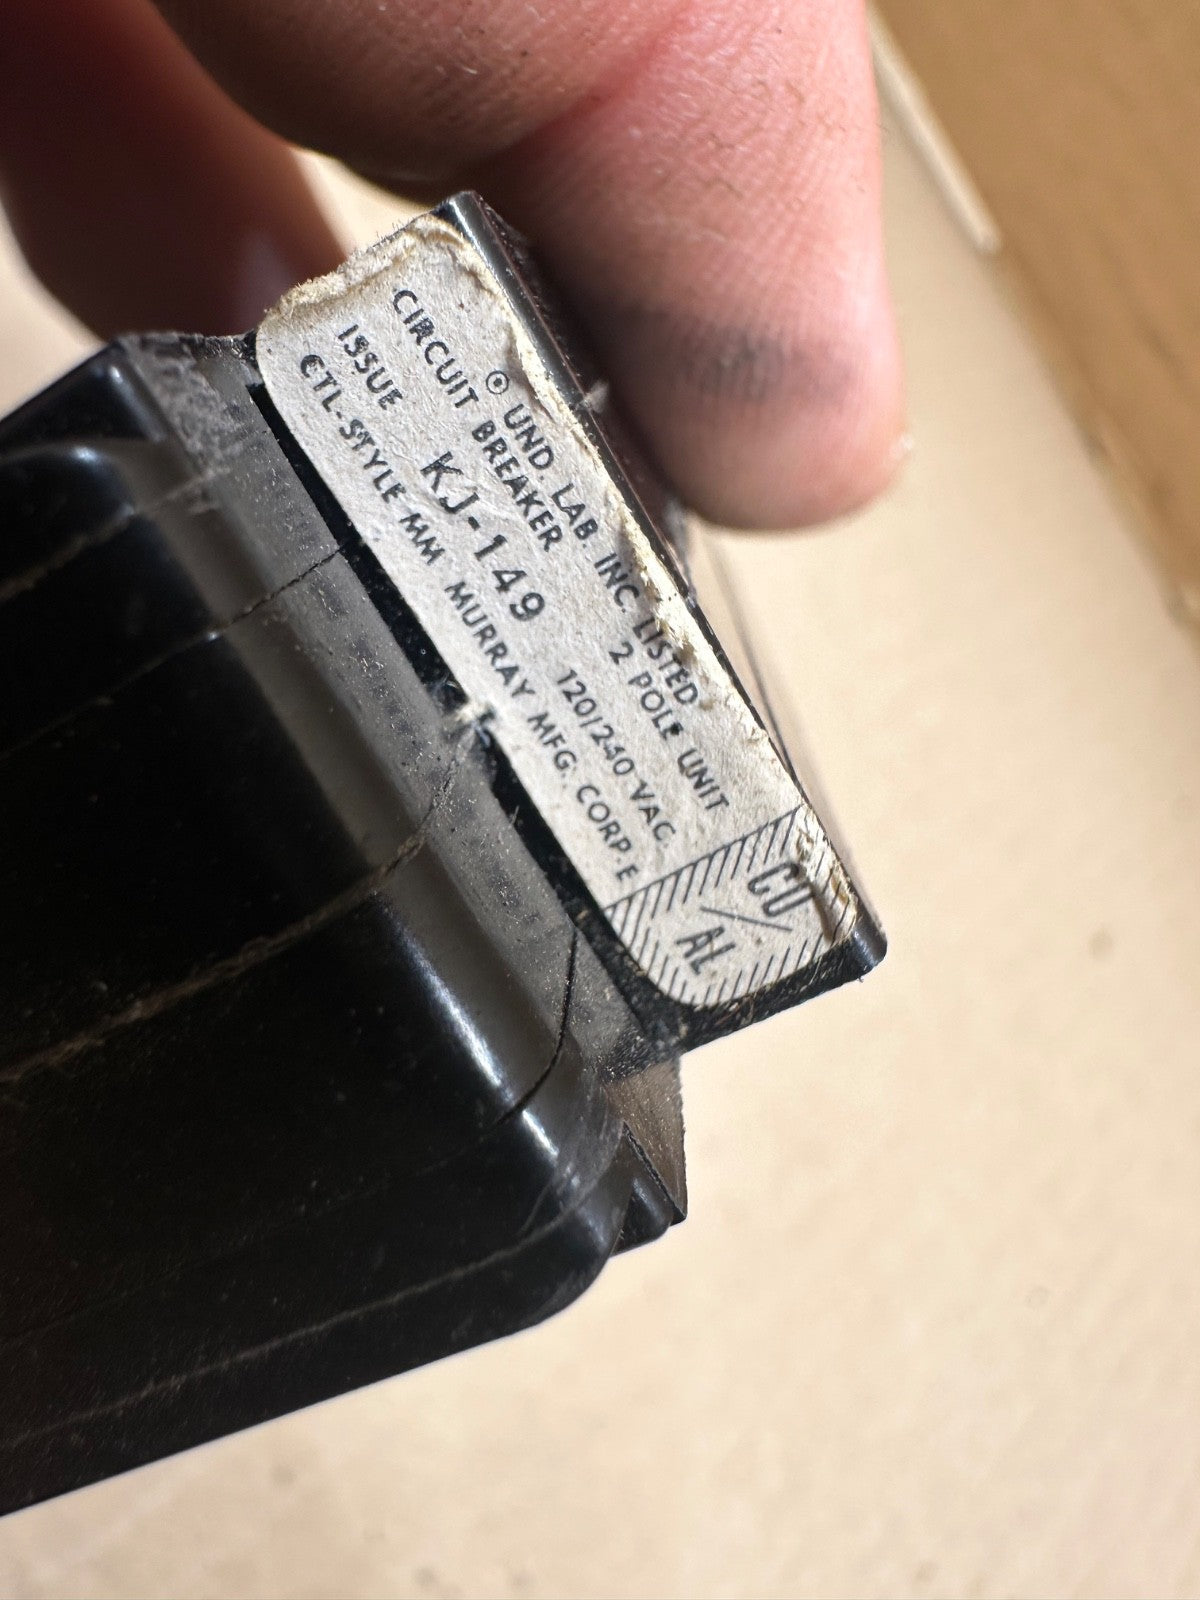 ® UND. LAB. INC. LISTED
CIRCUIT BREAKER 2 POLE UNIT
ISSUE KJ-149 120/240 VAC.
CTL-STYLE MM MURRAY MFG. CORP.E
CU/AL